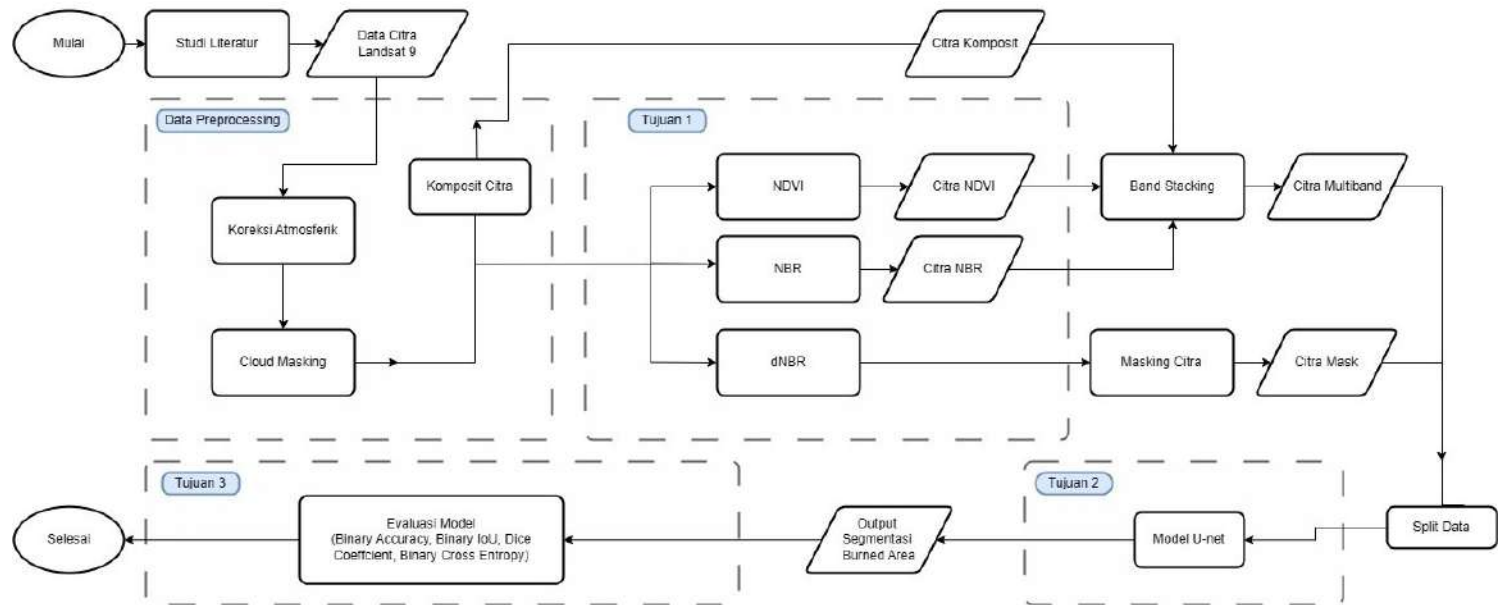 Mulai
Studi Literatur
Data Citra
Landsat 9
Citra Komposit
Data Preprocessing
Tujuan 1
Komposit Citra
NDVI
Citra NDVI
Band Stacking
Citra Multiband
Koreksi Atmosferik
NBR
Citra NBR
Cloud Masking
dNBR
Masking Citra
Citra Mask
Tujuan 3
Tujuan 2
Selesai
Evaluasi Model
(Binary Accuracy, Binary IoU, Dice
Coeffcient, Binary Cross Entropy)
Output
Segmentasi
Burned Area
Model U-net
Split Data